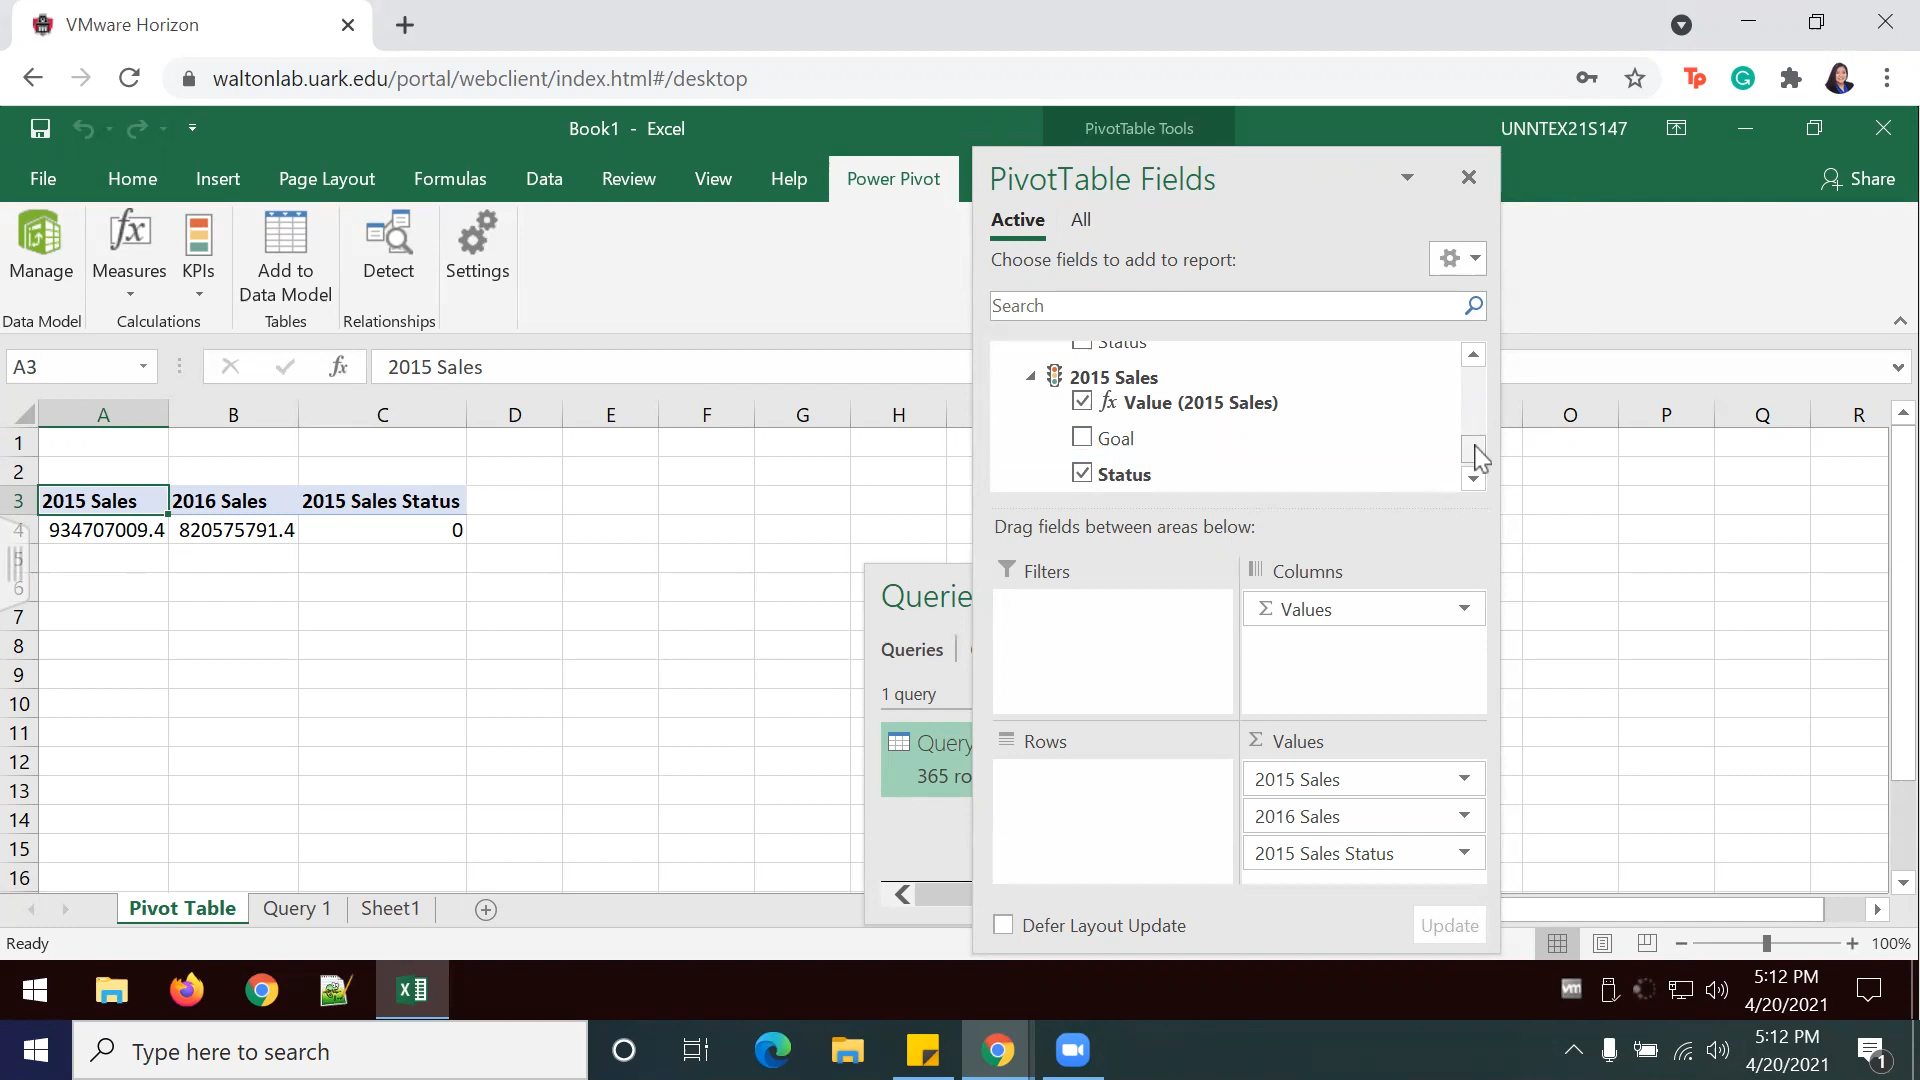 VMware Horizon
waltonlab.uark.edu/portal/webclient/index.html#/desktop
Book1 - Excel
PivotTable Tools
UNNTEX21S147
File Home Insert Page Layout Formulas Data Review View Help Power Pivot
Share
Manage
Measures
KPIs
Add to
Data Model
Detect
Settings
Data Model
Calculations
Tables
Relationships
A3
fx
2015 Sales
A B C D E F G H O P Q R
1
2
3 2015 Sales 2016 Sales 2015 Sales Status
4 934707009.4 820575791.4 0
5
6
7
8
9
10
11
12
13
14
15
16
Queries
1 query
365 ro
PivotTable Fields
Active All
Choose fields to add to report:
Search
Status
2015 Sales
fx Value (2015 Sales)
Goal
Status
Drag fields between areas below:
Filters
Columns
Σ Values
Rows
Σ Values
2015 Sales
2016 Sales
2015 Sales Status
Defer Layout Update
Update
Pivot Table Query 1 Sheet1
Ready
100%
vm
5:12 PM
4/20/2021
Type here to search
5:12 PM
4/20/2021
1